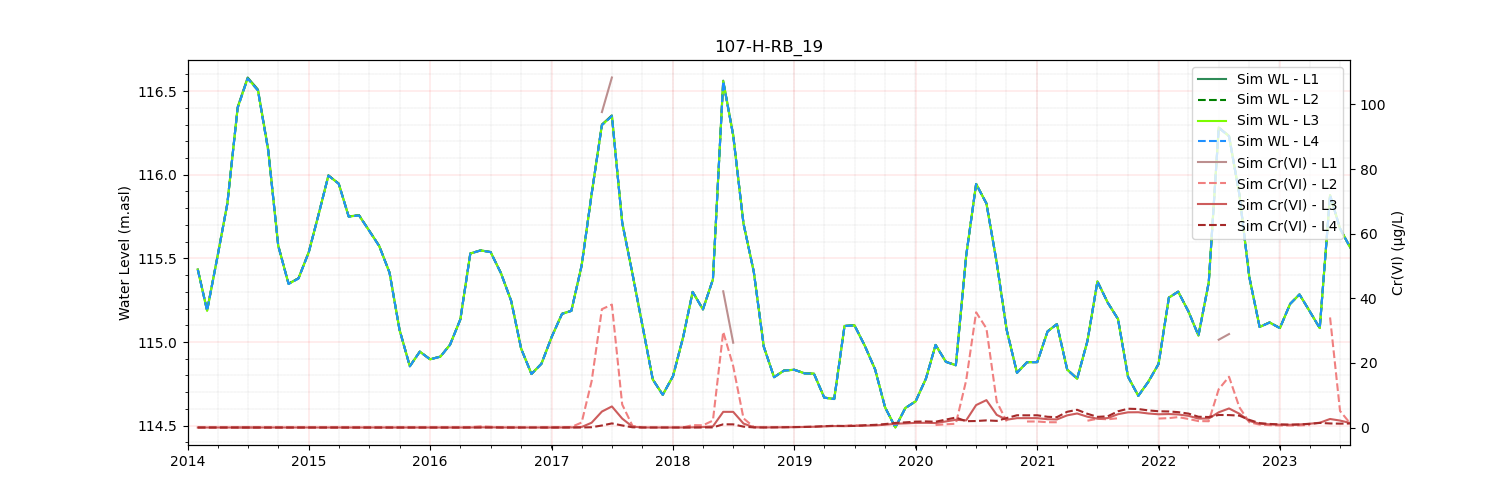 107-H-RB_19
Water Level (m.asl)
116.5
116.0
115.5
115.0
114.5
100
80
60
40
20
0
Cr(VI) (µg/L)
Sim WL - L1
Sim WL - L2
Sim WL - L3
Sim WL - L4
Sim Cr(VI) - L1
Sim Cr(VI) - L2
Sim Cr(VI) - L3
Sim Cr(VI) - L4
2014 2015 2016 2017 2018 2019 2020 2021 2022 2023